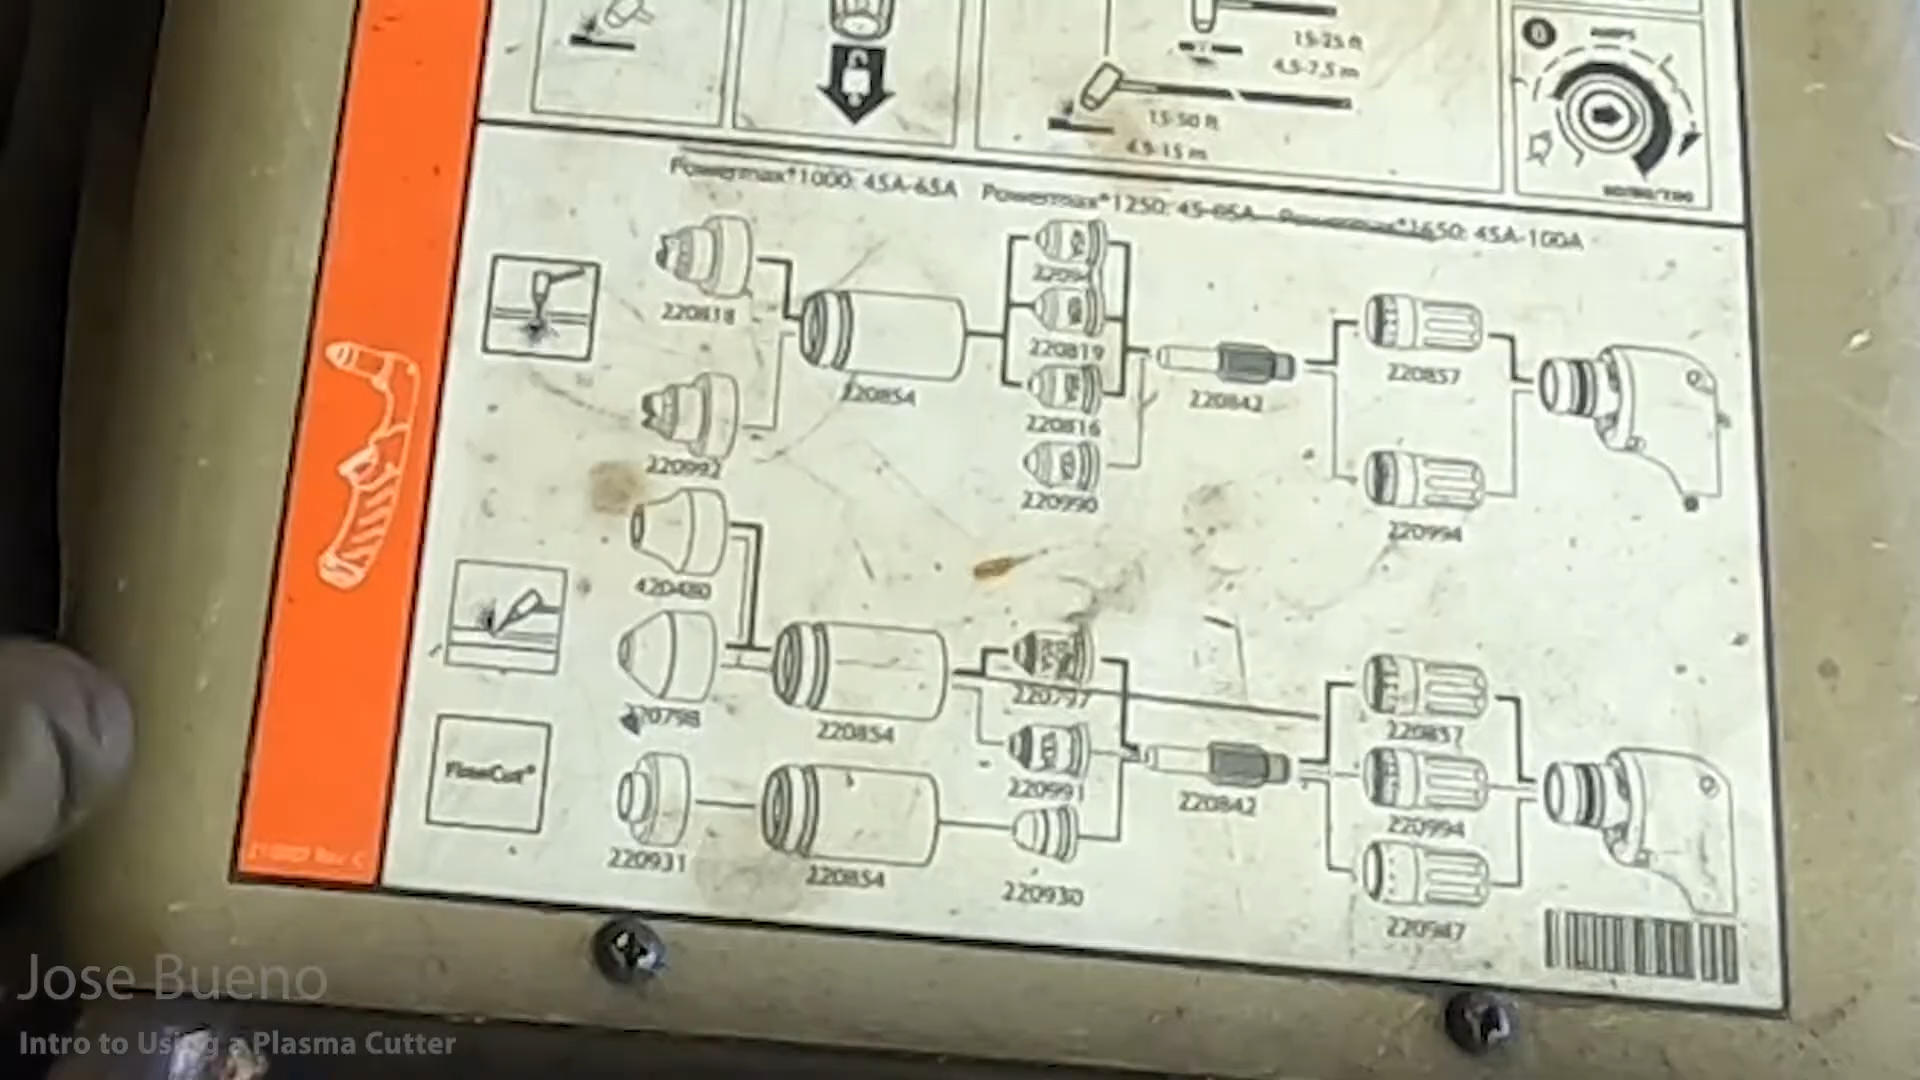 AMPS
15-25 ft
4.5-7.5 m
15-50 ft
4.5-15 m
Powermax®1000: 45A-65A Powermax®1250: 45-85A Powermax®1650: 45A-100A
220818
220854
220819
220816
220842
220857
220992
220990
220994
420480
220798
220854
220797
220991
220842
220857
220994
FineCut®
220931
220854
220930
220947
Jose Bueno
Intro to Using a Plasma Cutter